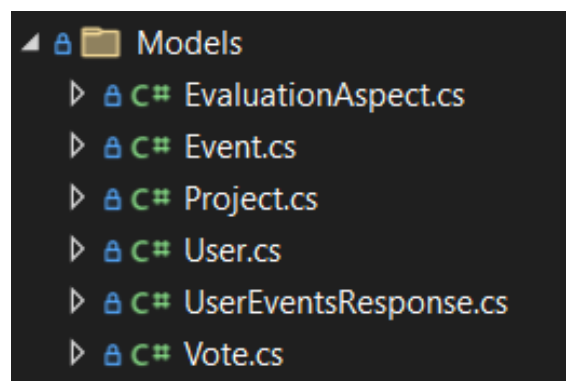 Models
C# EvaluationAspect.cs
C# Event.cs
C# Project.cs
C# User.cs
C# UserEventsResponse.cs
C# Vote.cs